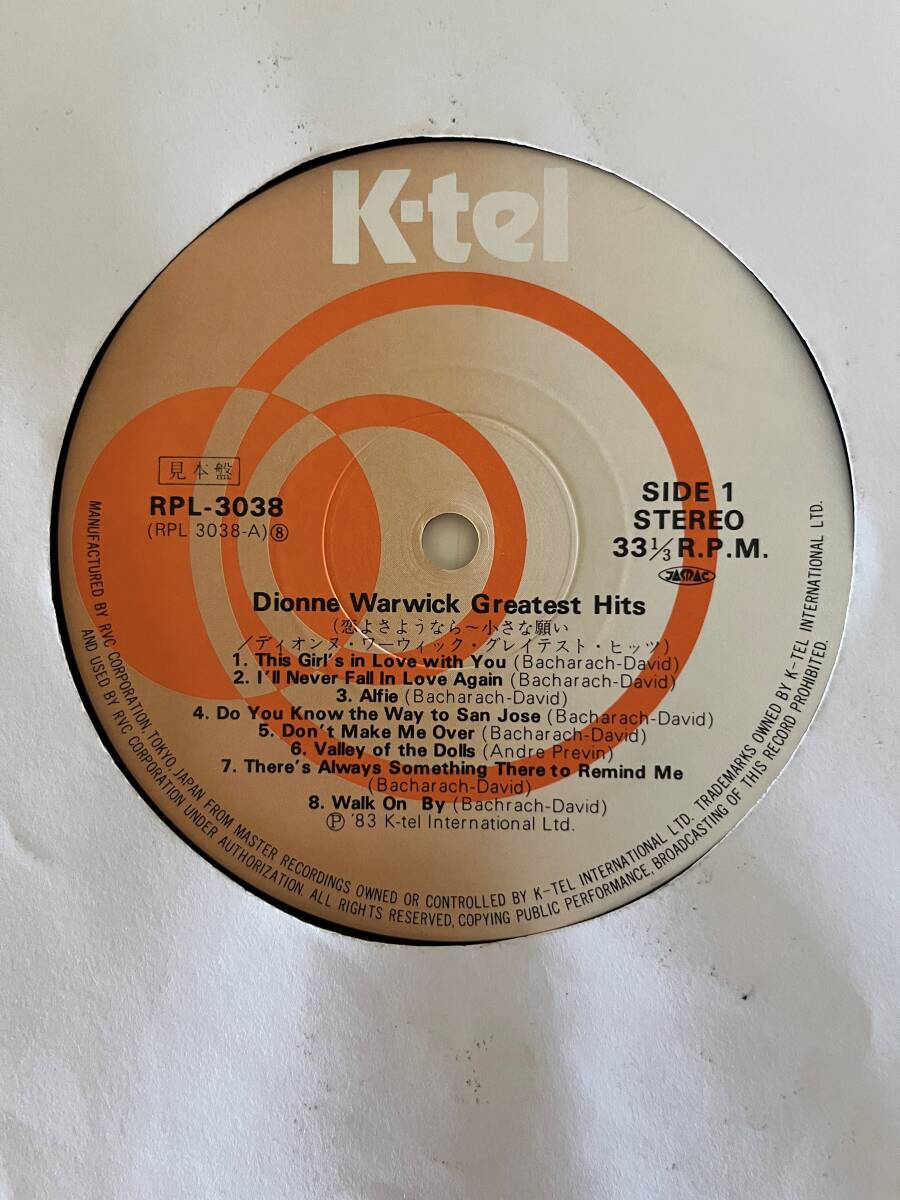 K-tel
見本盤
RPL-3038
(RPL 3038-A)⑧
SIDE 1
STEREO
33⅓ R.P.M.
JASRAC
Dionne Warwick Greatest Hits
(恋よさようなら～小さな願い
／ディオンヌ・ワーウィック・グレイテスト・ヒッツ)
1. This Girl's in Love with You (Bacharach-David)
2. I'll Never Fall In Love Again (Bacharach-David)
3. Alfie (Bacharach-David)
4. Do You Know the Way to San Jose (Bacharach-David)
5. Don't Make Me Over (Bacharach-David)
6. Valley of the Dolls (Andre Previn)
7. There's Always Something There to Remind Me
(Bacharach-David)
8. Walk On By (Bachrach-David)
Ⓟ '83 K-tel International Ltd.
MANUFACTURED BY RVC CORPORATION, TOKYO, JAPAN FROM MASTER RECORDINGS OWNED OR CONTROLLED BY K-TEL INTERNATIONAL LTD. TRADEMARKS OWNED BY K-TEL INTERNATIONAL LTD.
AND USED BY RVC CORPORATION UNDER AUTHORIZATION. ALL RIGHTS RESERVED, COPYING PUBLIC PERFORMANCE, BROADCASTING OF THIS RECORD PROHIBITED.